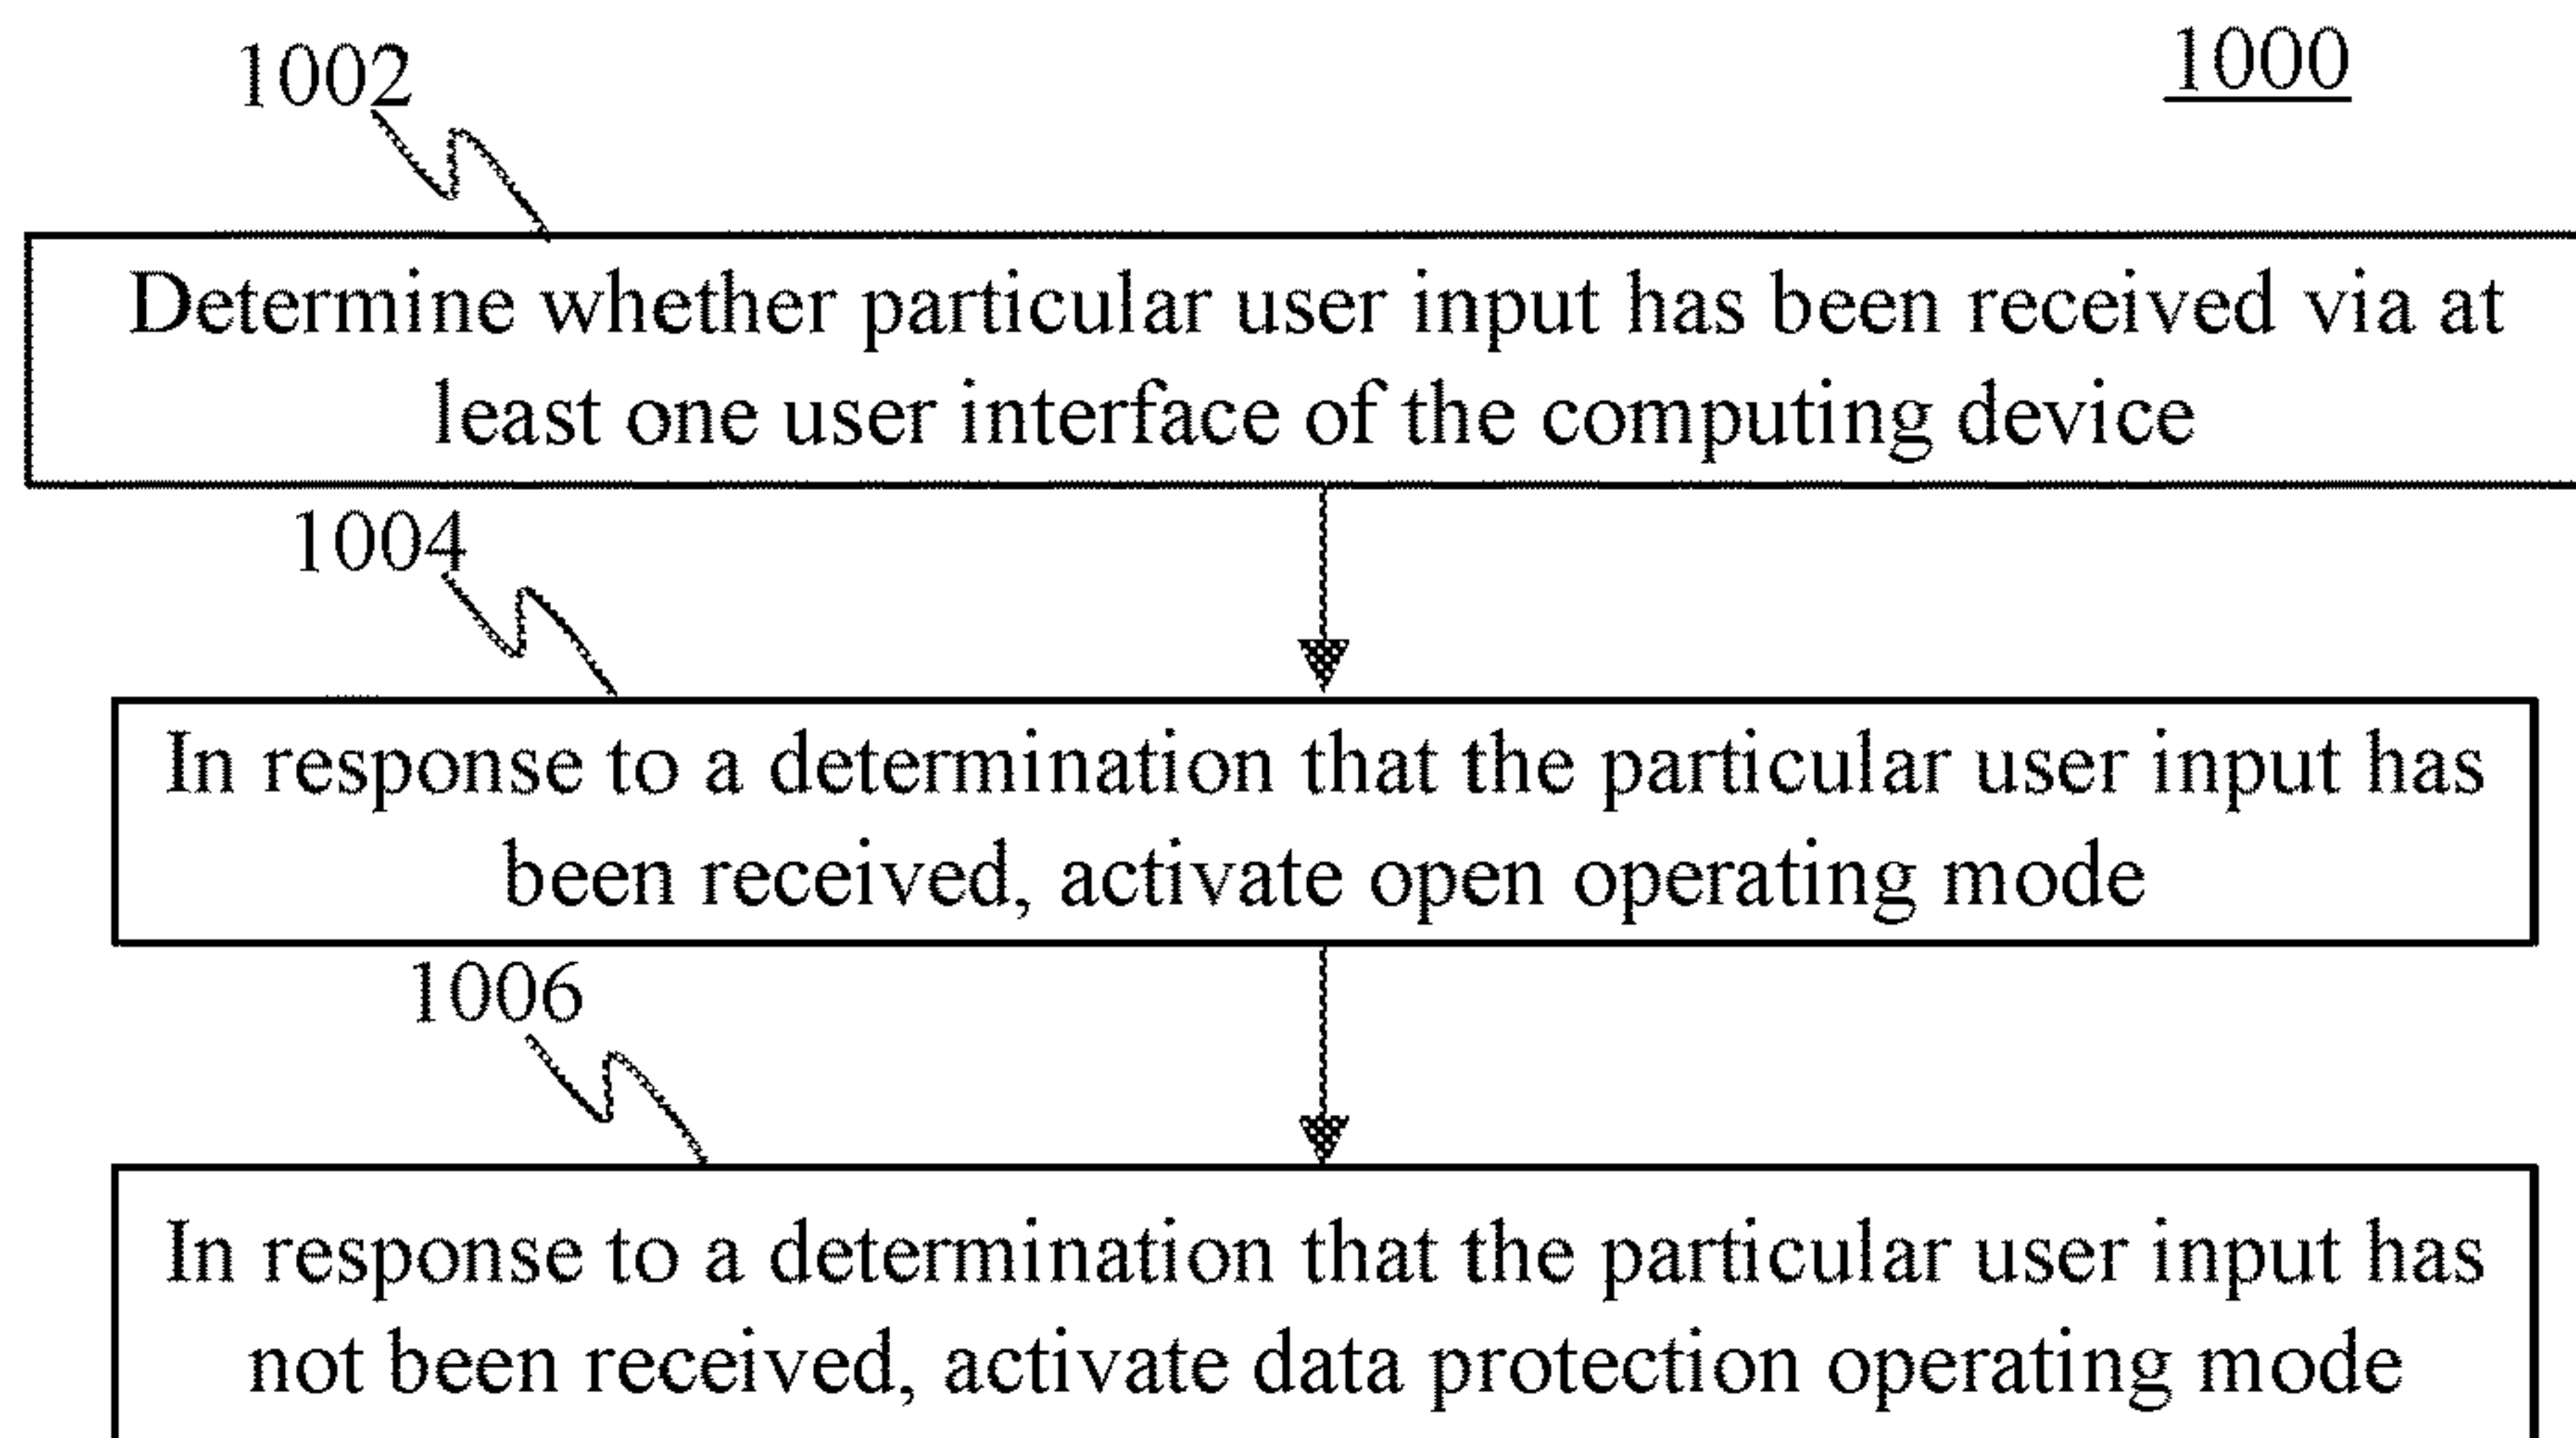 1002
1000
Determine whether particular user input has been received via at
least one user interface of the computing device
1004
In response to a determination that the particular user input has
been received, activate open operating mode
1006
In response to a determination that the particular user input has
not been received, activate data protection operating mode